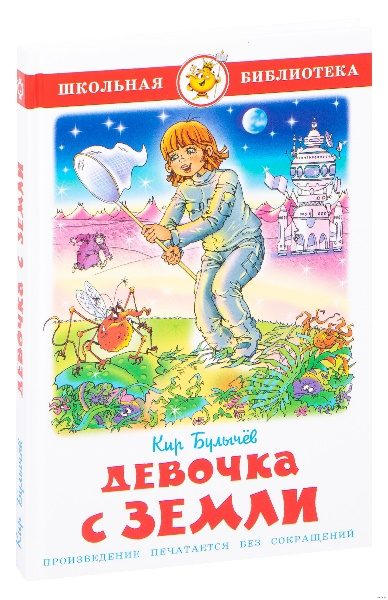 ШКОЛЬНАЯ БИБЛИОТЕКА
Кир Булычёв
ДЕВОЧКА
С ЗЕМЛИ
ПРОИЗВЕДЕНИЕ ПЕЧАТАЕТСЯ БЕЗ СОКРАЩЕНИЙ
Кир Булычёв ДЕВОЧКА С ЗЕМЛИ